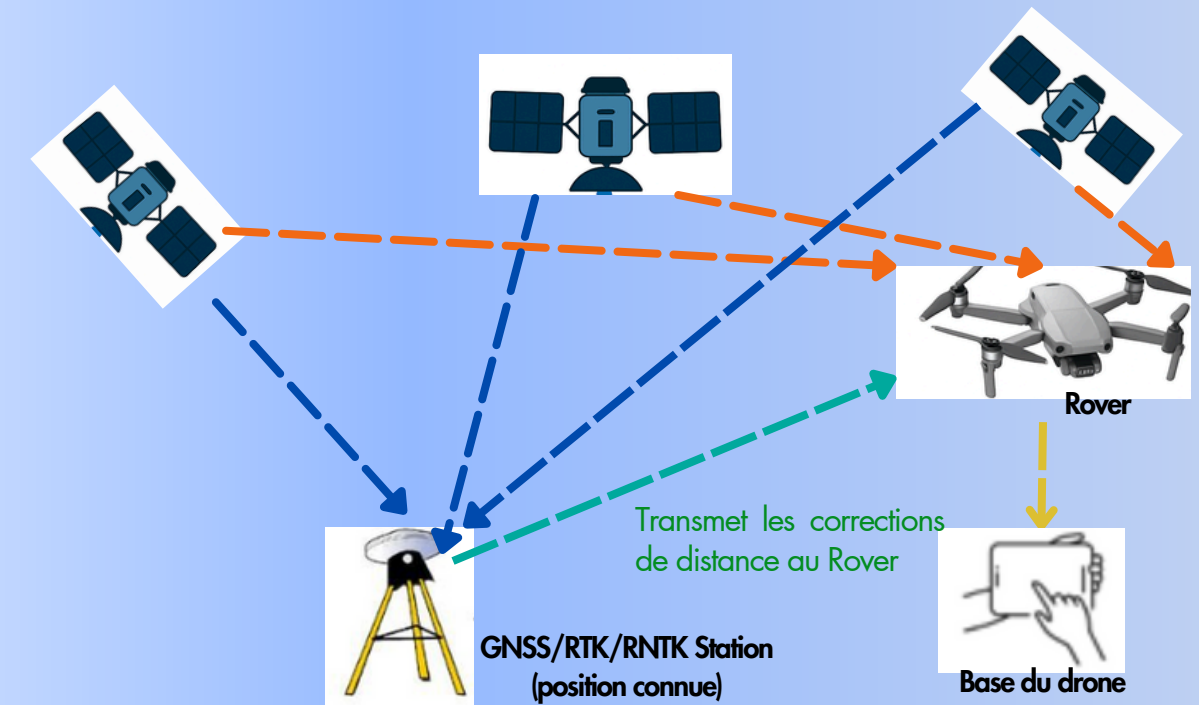 Rover
Transmet les corrections
de distance au Rover
GNSS/RTK/RNTK Station
(position connue)
Base du drone